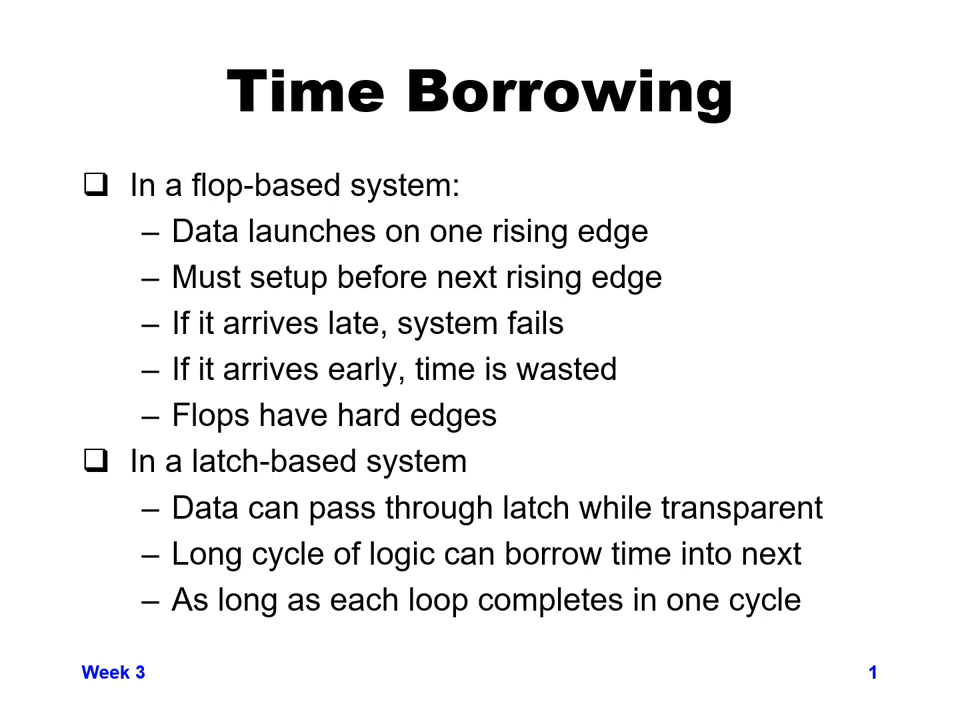 Time Borrowing
❑ In a flop-based system:
– Data launches on one rising edge
– Must setup before next rising edge
– If it arrives late, system fails
– If it arrives early, time is wasted
– Flops have hard edges
❑ In a latch-based system
– Data can pass through latch while transparent
– Long cycle of logic can borrow time into next
– As long as each loop completes in one cycle
Week 3 1